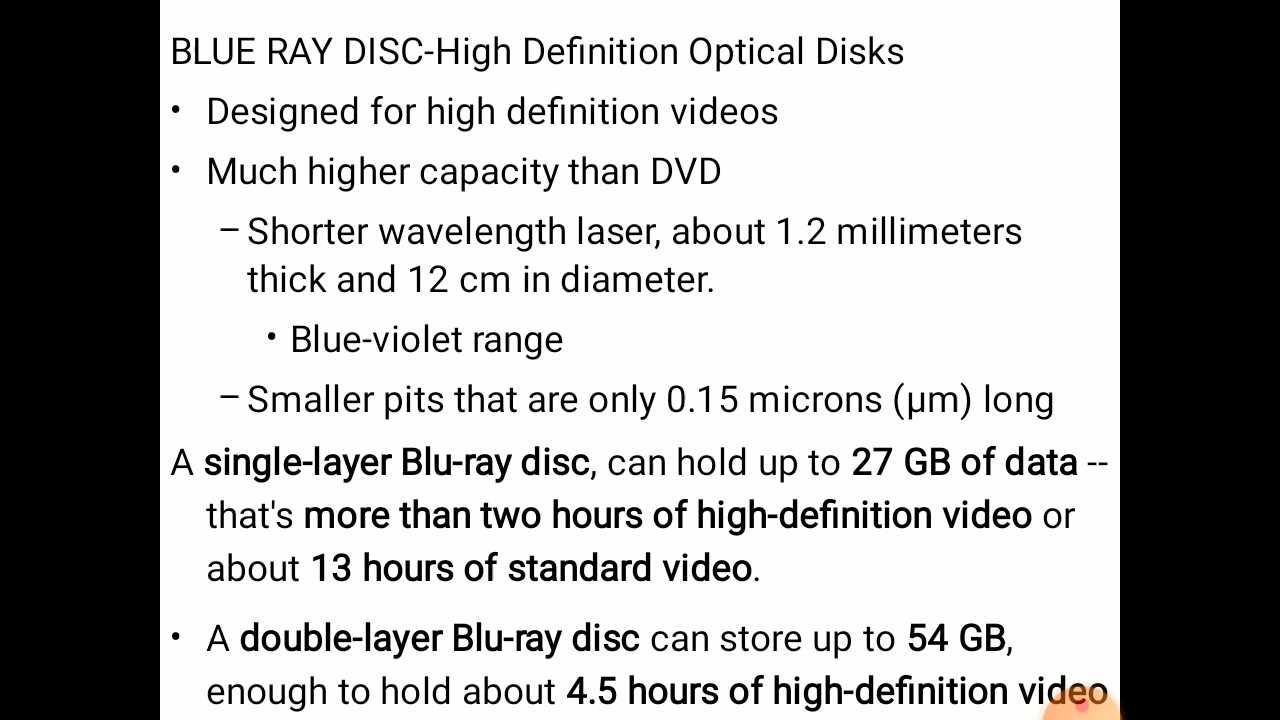 BLUE RAY DISC-High Definition Optical Disks
• Designed for high definition videos
• Much higher capacity than DVD
– Shorter wavelength laser, about 1.2 millimeters
thick and 12 cm in diameter.
• Blue-violet range
– Smaller pits that are only 0.15 microns (μm) long
A single-layer Blu-ray disc, can hold up to 27 GB of data --
that's more than two hours of high-definition video or
about 13 hours of standard video.
• A double-layer Blu-ray disc can store up to 54 GB,
enough to hold about 4.5 hours of high-definition video